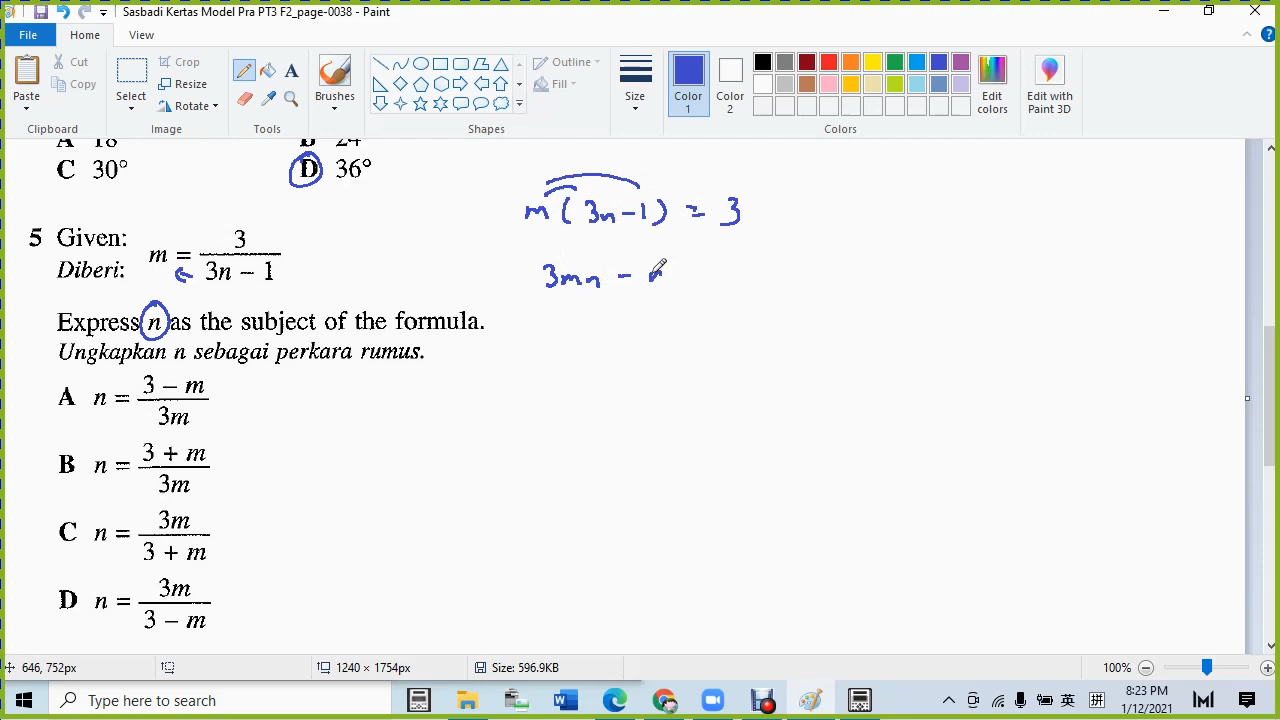 Sasbadi Kertas Model Pra PT3 F2_page-0038 - Paint
File Home View
Paste Cut Copy Clipboard
Select Crop Resize Rotate Image
Tools
Brushes
Outline Fill Shapes
Size
Color 1
Color 2
Edit colors
Colors
Edit with Paint 3D
A 18 B 24
C 30° D 36°
m(3n-1) = 3
5 Given:
Diberi: m = 3/(3n − 1)
3mn -
Express n as the subject of the formula.
Ungkapkan n sebagai perkara rumus.
A n = (3 − m)/(3m)
B n = (3 + m)/(3m)
C n = (3m)/(3 + m)
D n = (3m)/(3 − m)
646, 752px 1240 × 1754px Size: 596.9KB 100%
Type here to search
英 拼
:23 PM
1/12/2021